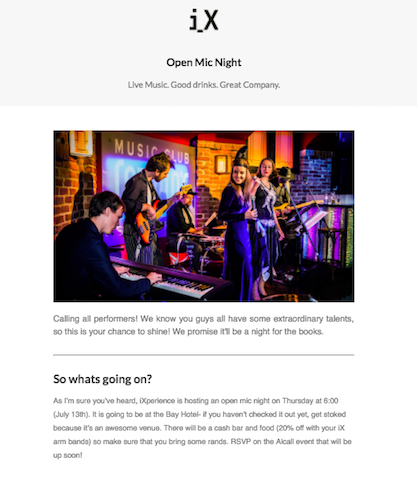 i_X
Open Mic Night
Live Music. Good drinks. Great Company.
MUSIC CLUB
Calling all performers! We know you guys all have some extraordinary talents,
so this is your chance to shine! We promise it'll be a night for the books.
So whats going on?
As I'm sure you've heard, iXperience is hosting an open mic night on Thursday at 6:00
(July 13th). It is going to be at the Bay Hotel- if you haven't checked it out yet, get stoked
because it's an awesome venue. There will be a cash bar and food (20% off with your iX
arm bands) so make sure that you bring some rands. RSVP on the Aicall event that will be
up soon!